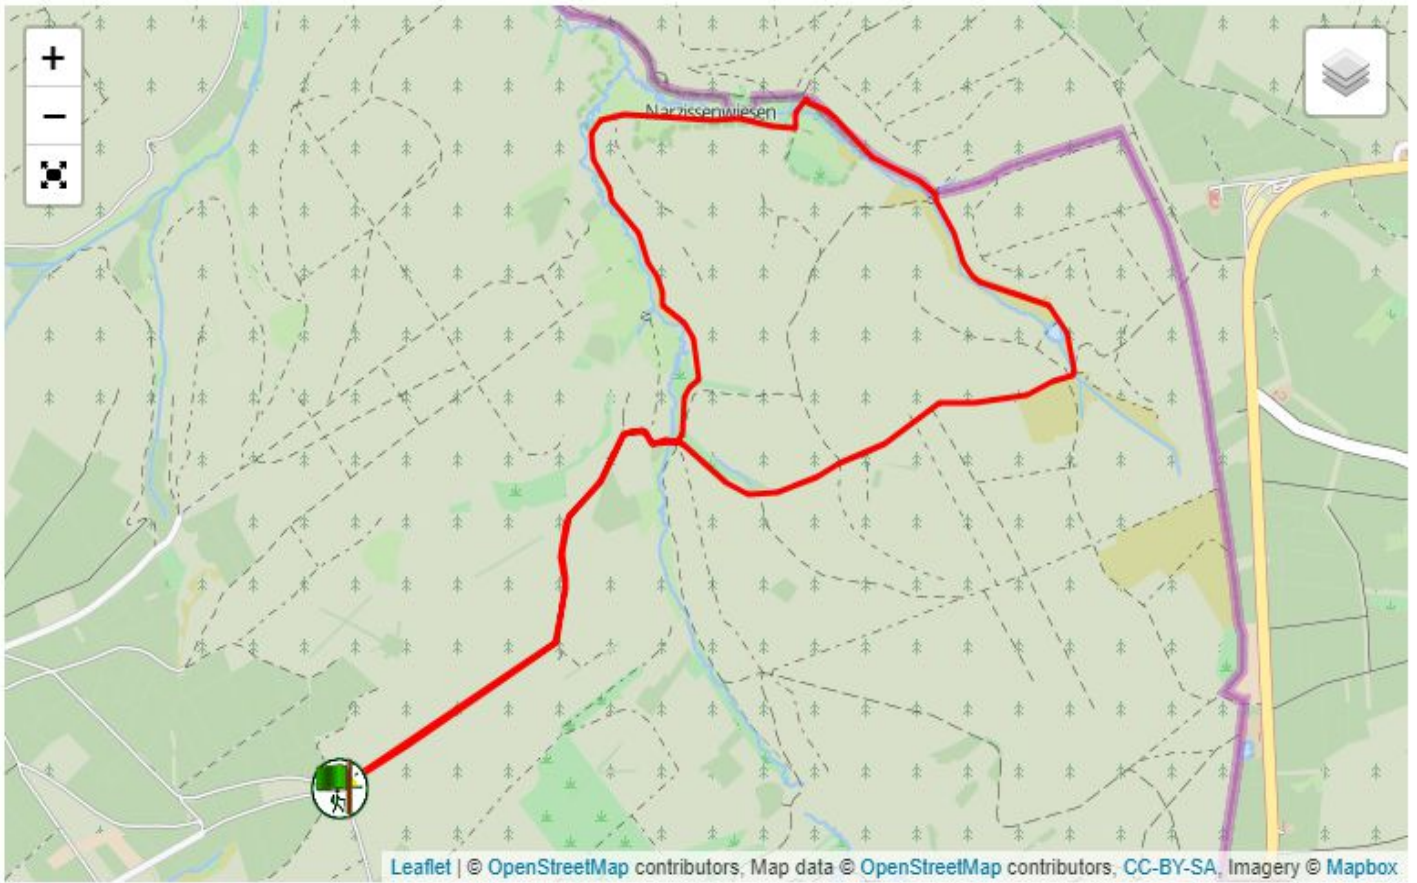 +
−
Narzissenwiesen
Leaflet | © OpenStreetMap contributors, Map data © OpenStreetMap contributors, CC-BY-SA, Imagery © Mapbox